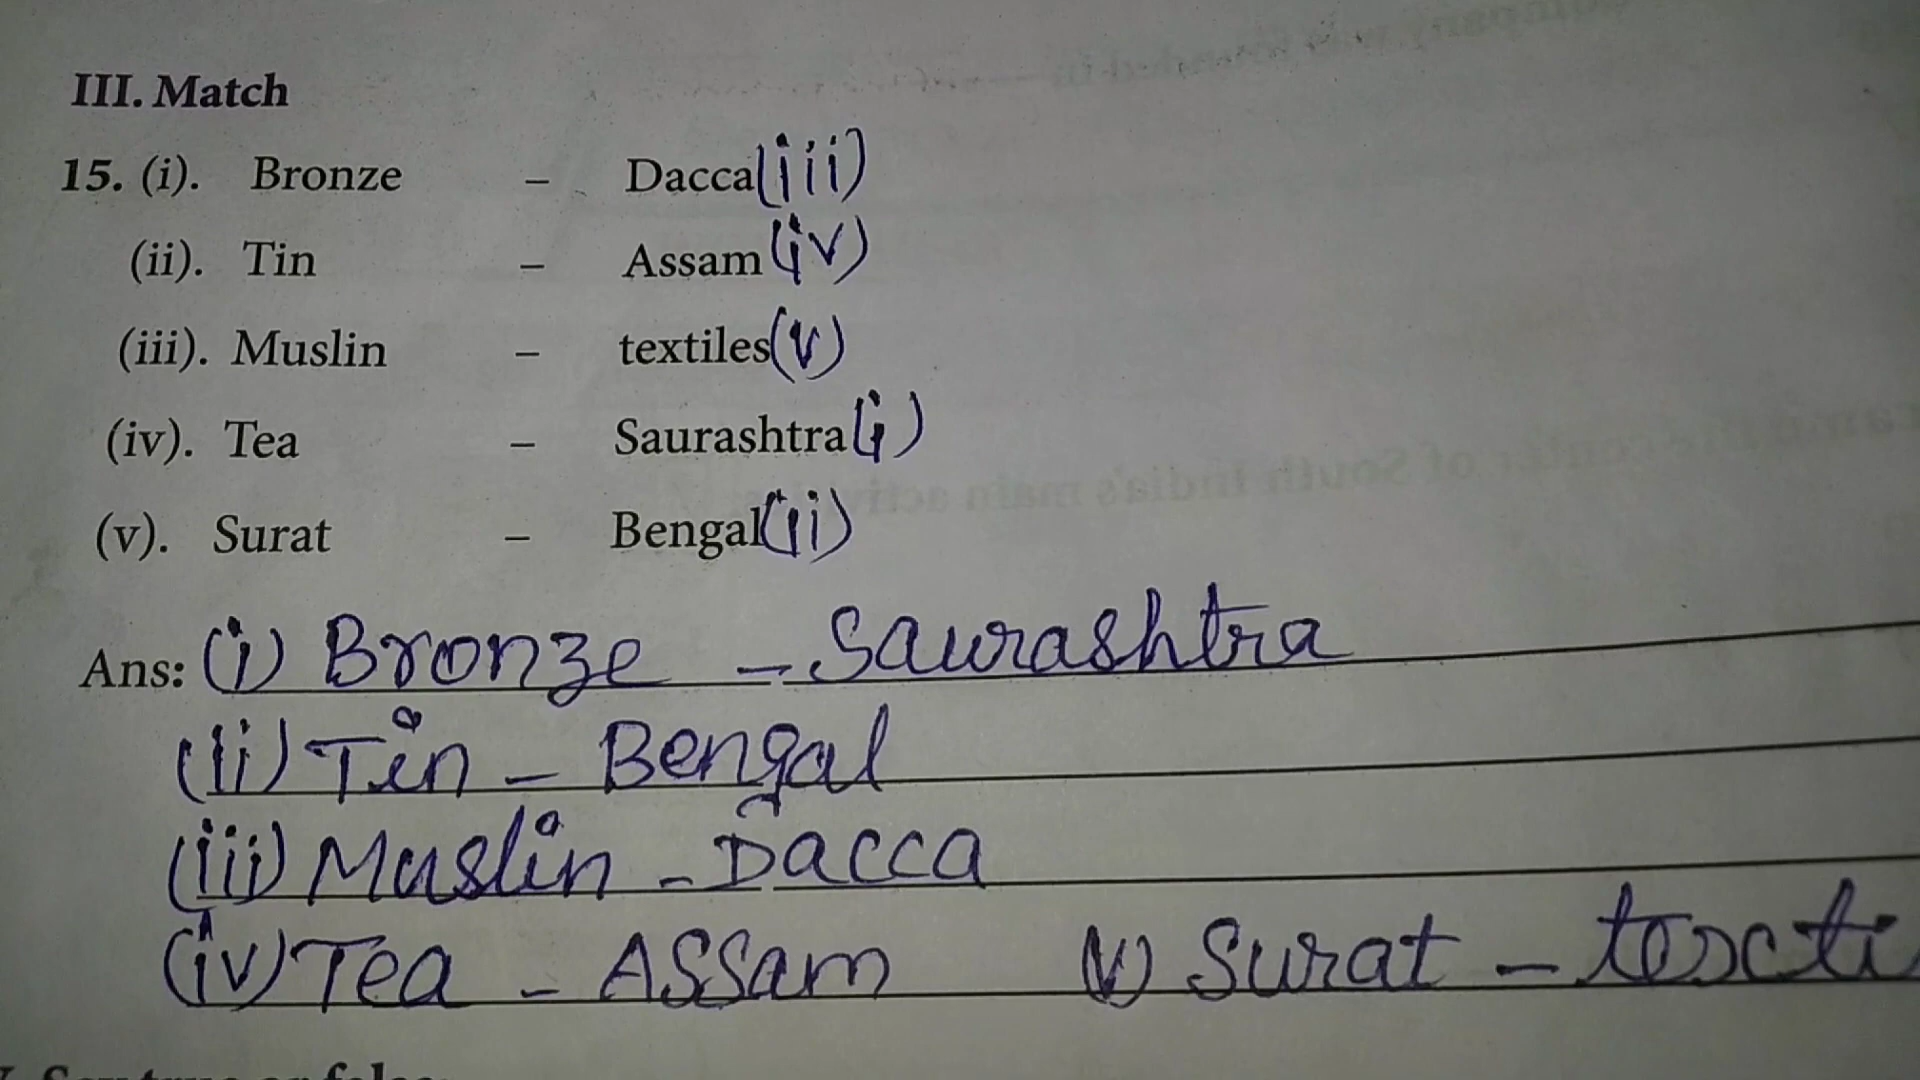 III. Match
15. (i). Bronze – Dacca (iii)
(ii). Tin – Assam (iv)
(iii). Muslin – textiles (v)
(iv). Tea – Saurashtra (i)
(v). Surat – Bengal (ii)
Ans: (i) Bronze – Saurashtra
(ii) Tin – Bengal
(iii) Muslin – Dacca
(iv) Tea – Assam (v) Surat –